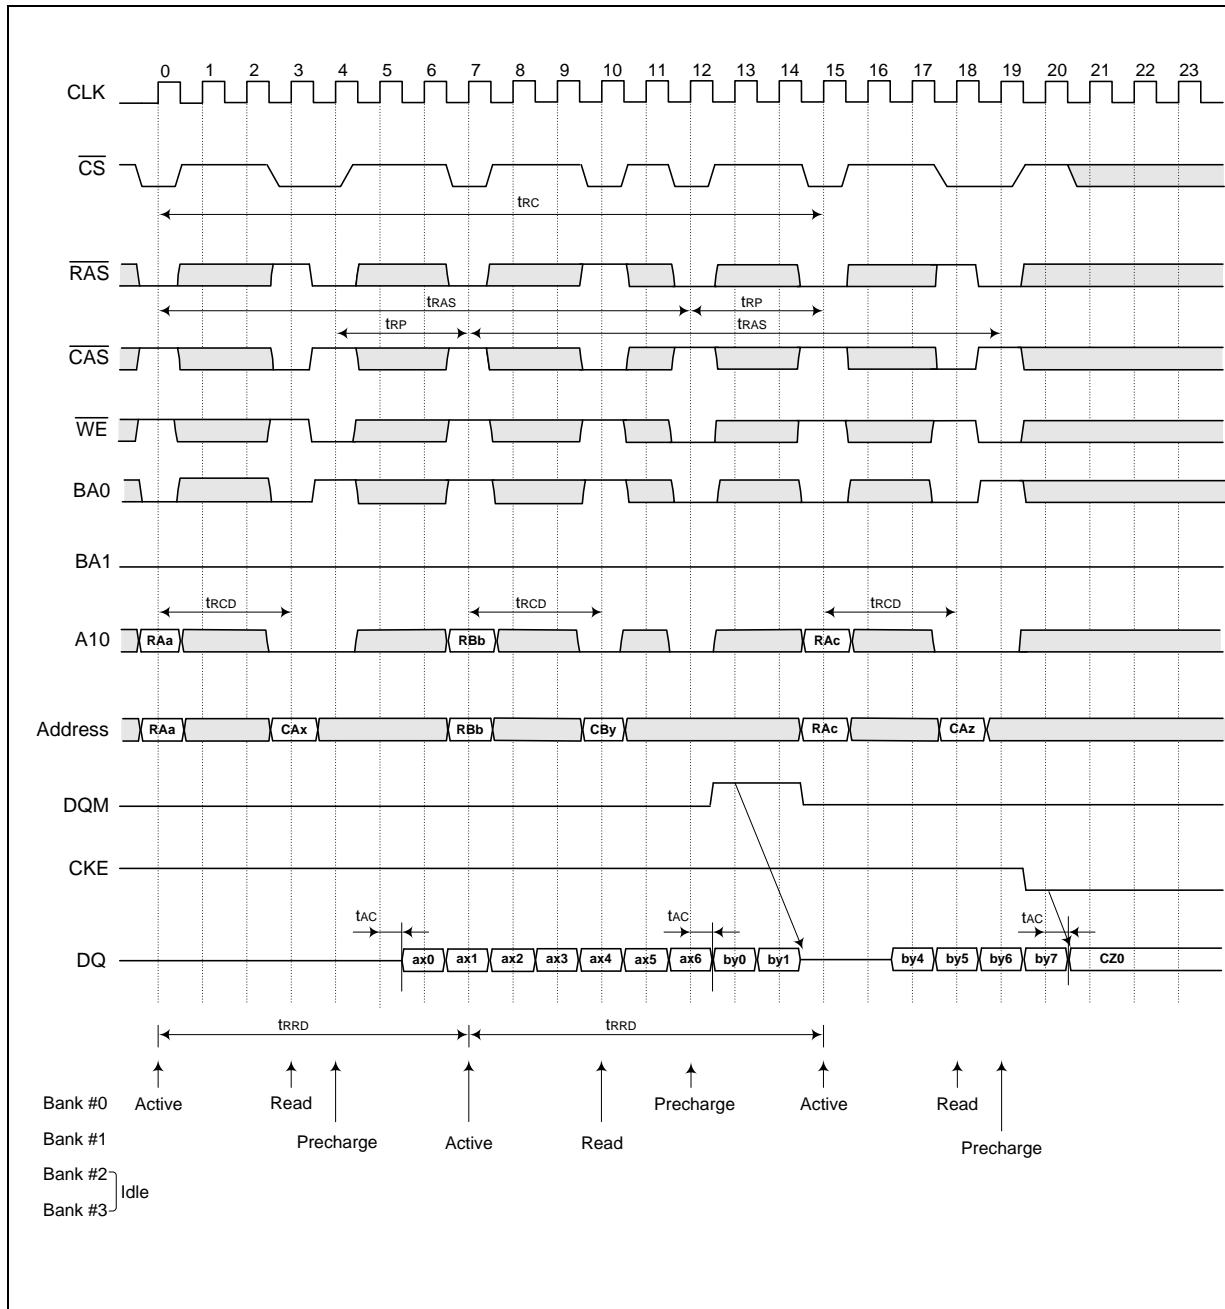 0 1 2 3 4 5 6 7 8 9 10 11 12 13 14 15 16 17 18 19 20 21 22 23
CLK
CS
tRC
RAS
tRAS tRP
tRP tRAS
CAS
WE
BA0
BA1
tRCD tRCD tRCD
A10 RAa RBb RAc
Address RAa CAx RBb CBy RAc CAz
DQM
CKE
tAC tAC tAC
DQ ax0 ax1 ax2 ax3 ax4 ax5 ax6 by0 by1 by4 by5 by6 by7 CZ0
tRRD tRRD
Bank #0 Active Read Precharge Active Read
Bank #1 Precharge Active Read Precharge
Bank #2
Idle
Bank #3